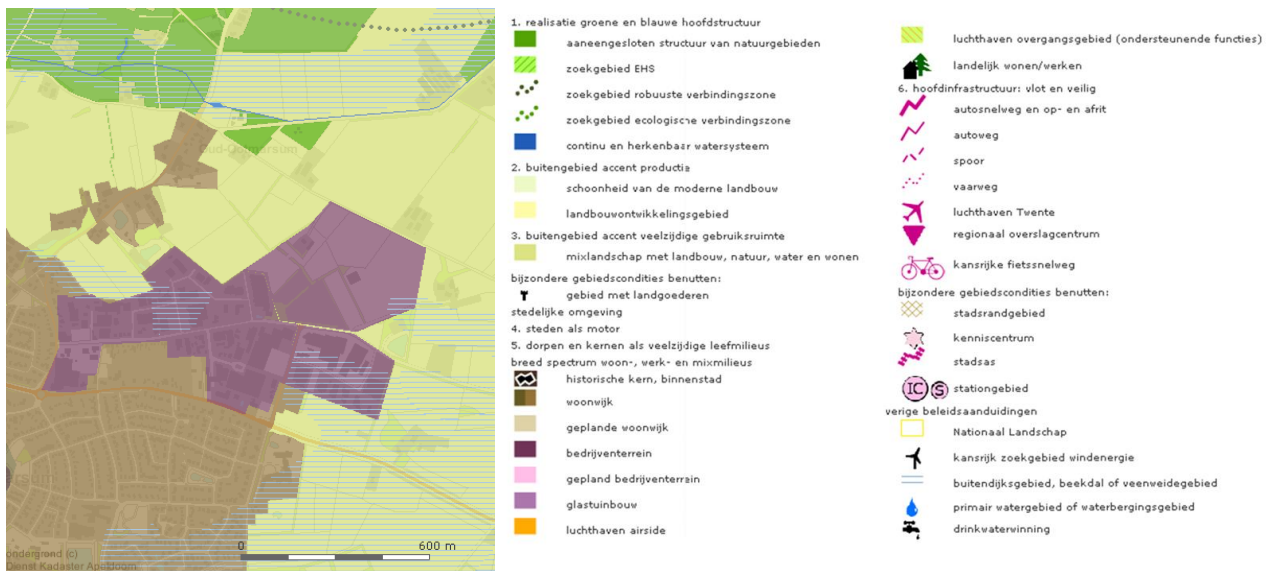 Oud-Ootmarsum
0
600 m
ondergrond (c)
Dienst Kadaster Apeldoorn
1. realisatie groene en blauwe hoofdstructuur
aaneengesloten structuur van natuurgebieden
zoekgebied EHS
zoekgebied robuuste verbindingszone
zoekgebied ecologische verbindingszone
continu en herkenbaar watersysteem
2. buitengebied accent productie
schoonheid van de moderne landbouw
landbouwontwikkelingsgebied
3. buitengebied accent veelzijdige gebruiksruimte
mixlandschap met landbouw, natuur, water en wonen
bijzondere gebiedscondities benutten:
gebied met landgoederen
stedelijke omgeving
4. steden als motor
5. dorpen en kernen als veelzijdige leefmilieus
breed spectrum woon-, werk- en mixmilieus
historische kern, binnenstad
woonwijk
geplande woonwijk
bedrijventerrein
gepland bedrijventerrein
glastuinbouw
luchthaven airside
luchthaven overgangsgebied (ondersteunende functies)
landelijk wonen/werken
6. hoofdinfrastructuur: vlot en veilig
autosnelweg en op- en afrit
autoweg
spoor
vaarweg
luchthaven Twente
regionaal overslagcentrum
kansrijke fietssnelweg
bijzondere gebiedscondities benutten:
stadsrandgebied
kenniscentrum
stadsas
IC S stationgebied
verige beleidsaanduidingen
Nationaal Landschap
kansrijk zoekgebied windenergie
buitendijksgebied, beekdal of veenweidegebied
primair watergebied of waterbergingsgebied
drinkwaterwinning